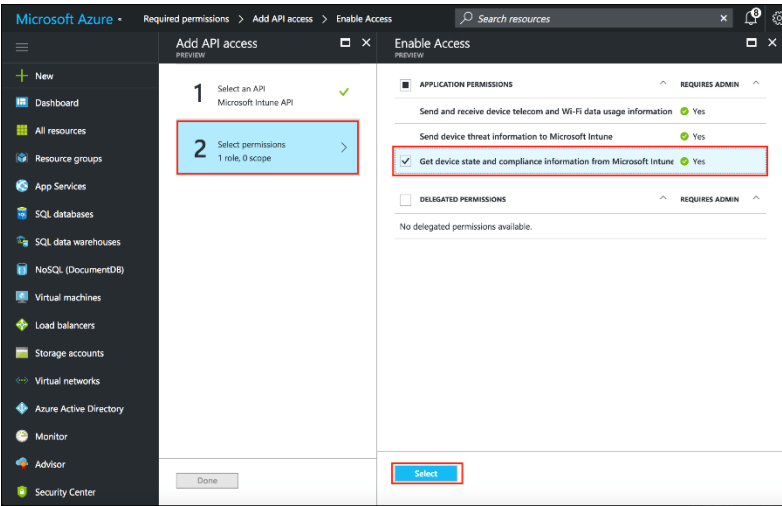 Microsoft Azure
Required permissions > Add API access > Enable Access
Search resources
8
Add API access
PREVIEW
Enable Access
PREVIEW
New
Dashboard
All resources
Resource groups
App Services
SQL databases
SQL data warehouses
NoSQL (DocumentDB)
Virtual machines
Load balancers
Storage accounts
Virtual networks
Azure Active Directory
Monitor
Advisor
Security Center
1
Select an API
Microsoft Intune API
2
Select permissions
1 role, 0 scope
Done
APPLICATION PERMISSIONS REQUIRES ADMIN
Send and receive device telecom and Wi-Fi data usage information Yes
Send device threat information to Microsoft Intune Yes
Get device state and compliance information from Microsoft Intune Yes
DELEGATED PERMISSIONS REQUIRES ADMIN
No delegated permissions available.
Select